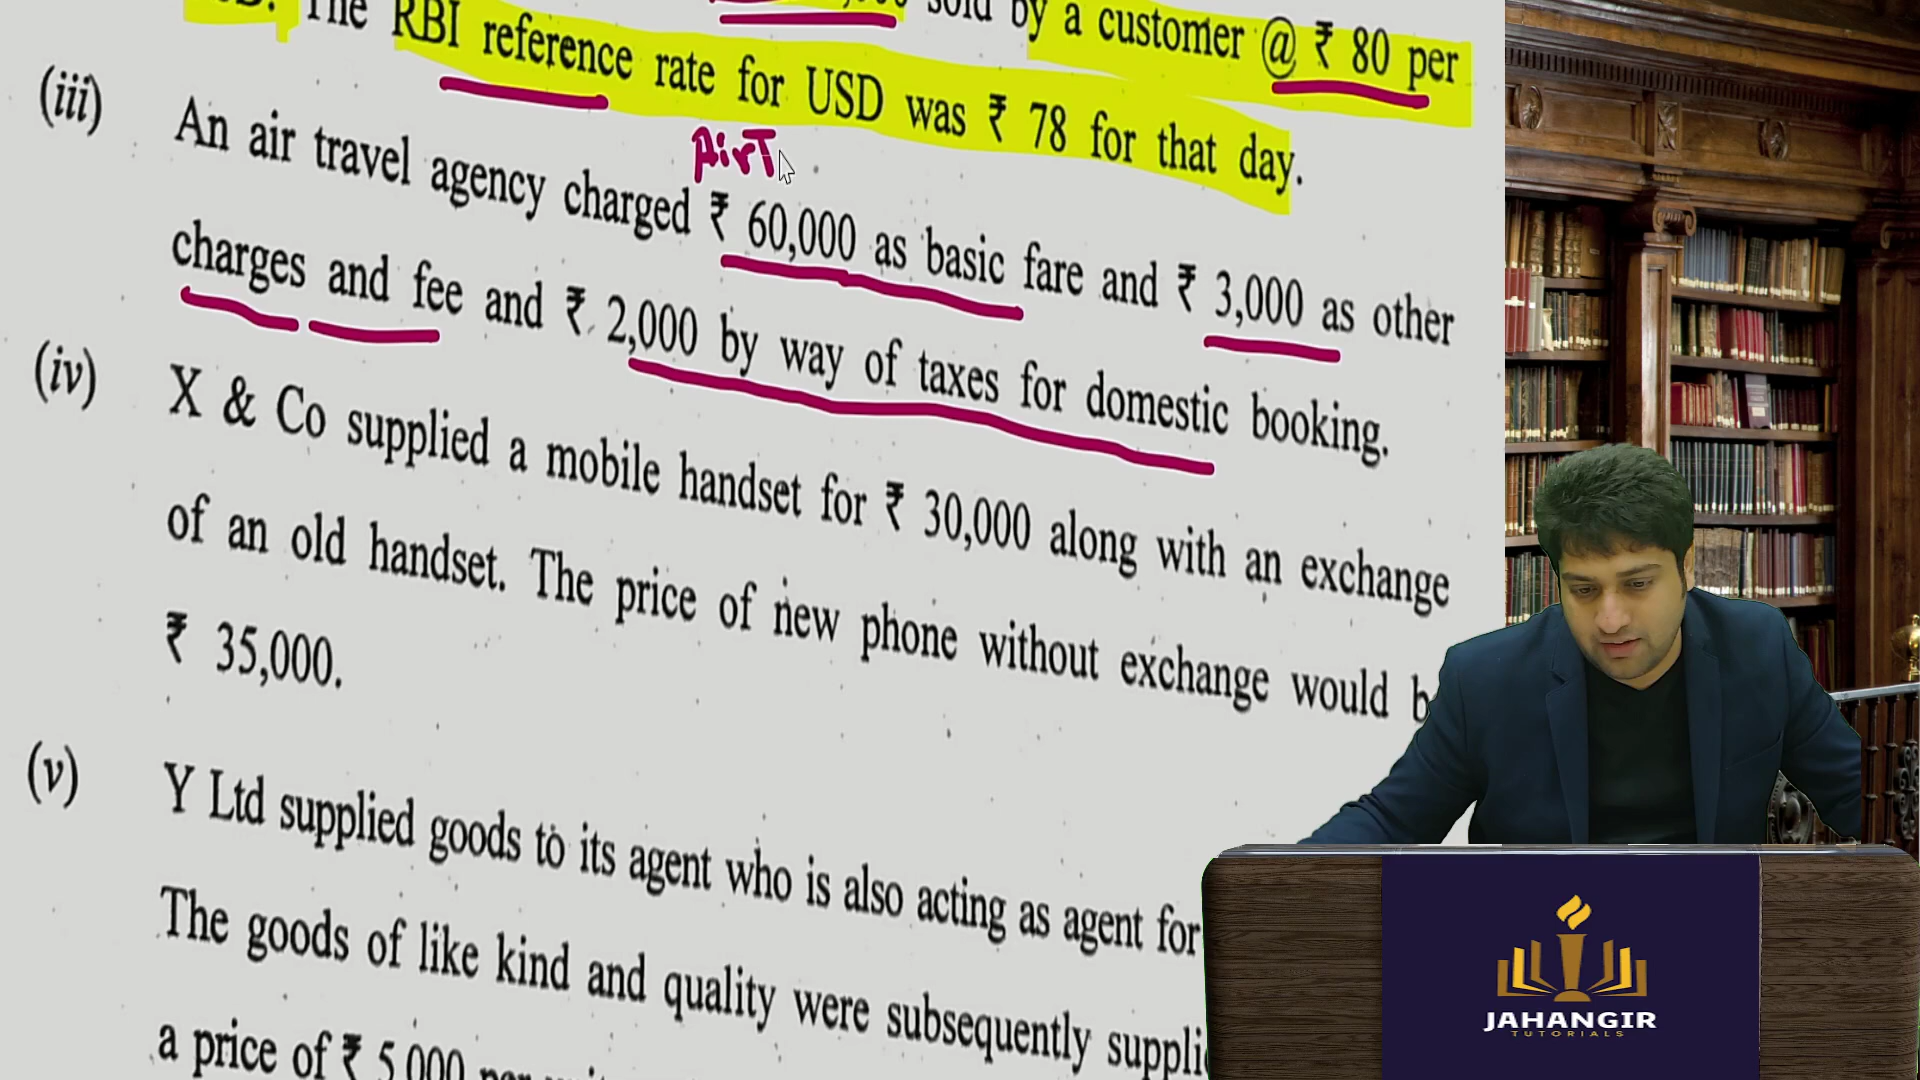 sold by a customer @ ₹ 80 per
The RBI reference rate for USD was ₹ 78 for that day.
AirT
(iii) An air travel agency charged ₹ 60,000 as basic fare and ₹ 3,000 as other
charges and fee and ₹ 2,000 by way of taxes for domestic booking.
(iv) X & Co supplied a mobile handset for ₹ 30,000 along with an exchange
of an old handset. The price of new phone without exchange would
₹ 35,000.
(v) Y Ltd supplied goods to its agent who is also acting as agent for
The goods of like kind and quality were subsequently
a price of ₹ 5,000 per
JAHANGIR
TUTORIALS